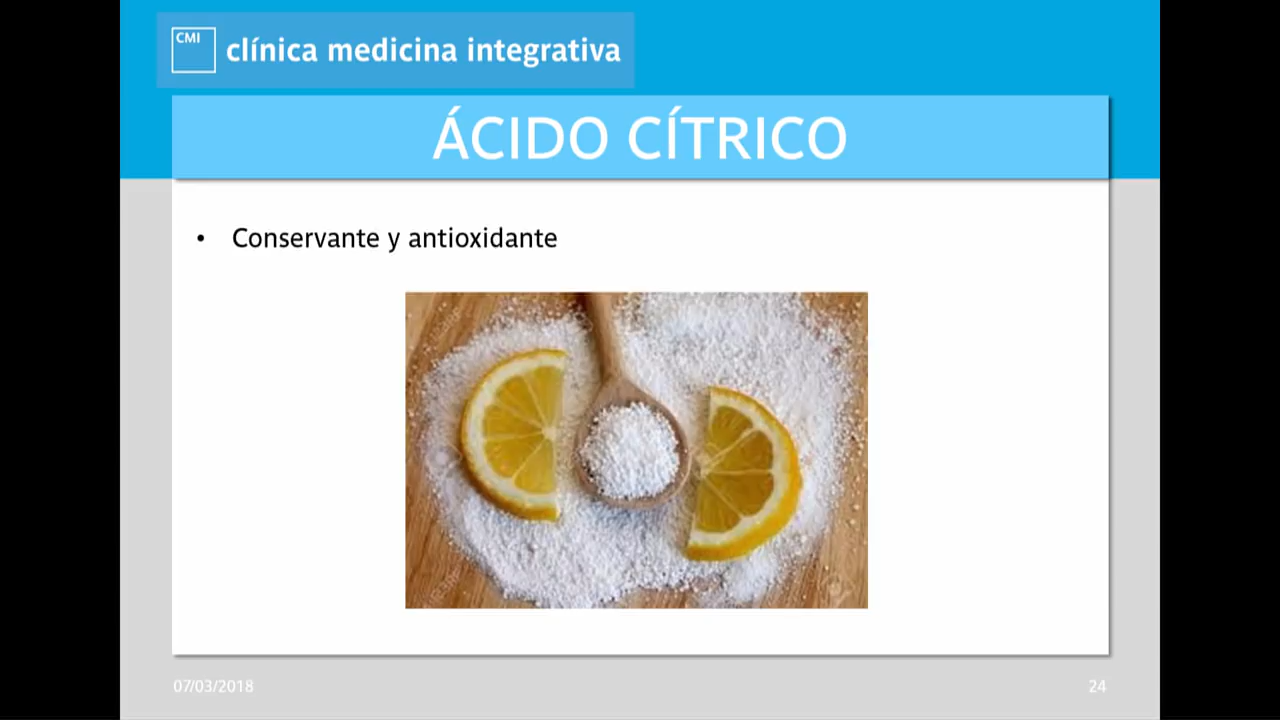 CMI
clínica medicina integrativa
ÁCIDO CÍTRICO
• Conservante y antioxidante
07/03/2018
24